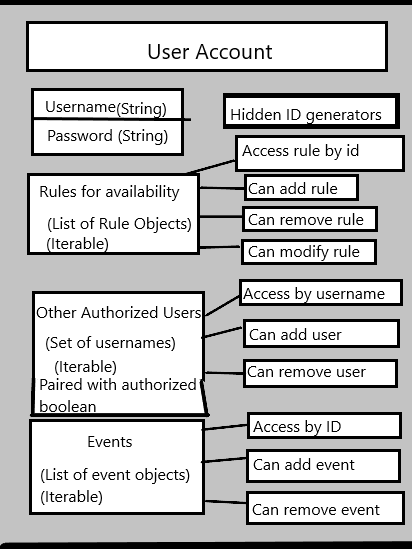 User Account
Username(String)
Password (String)
Hidden ID generators
Rules for availability
(List of Rule Objects)
(Iterable)
Access rule by id
Can add rule
Can remove rule
Can modify rule
Other Authorized Users
(Set of usernames)
(Iterable)
Paired with authorized
boolean
Access by username
Can add user
Can remove user
Events
(List of event objects)
(Iterable)
Access by ID
Can add event
Can remove event